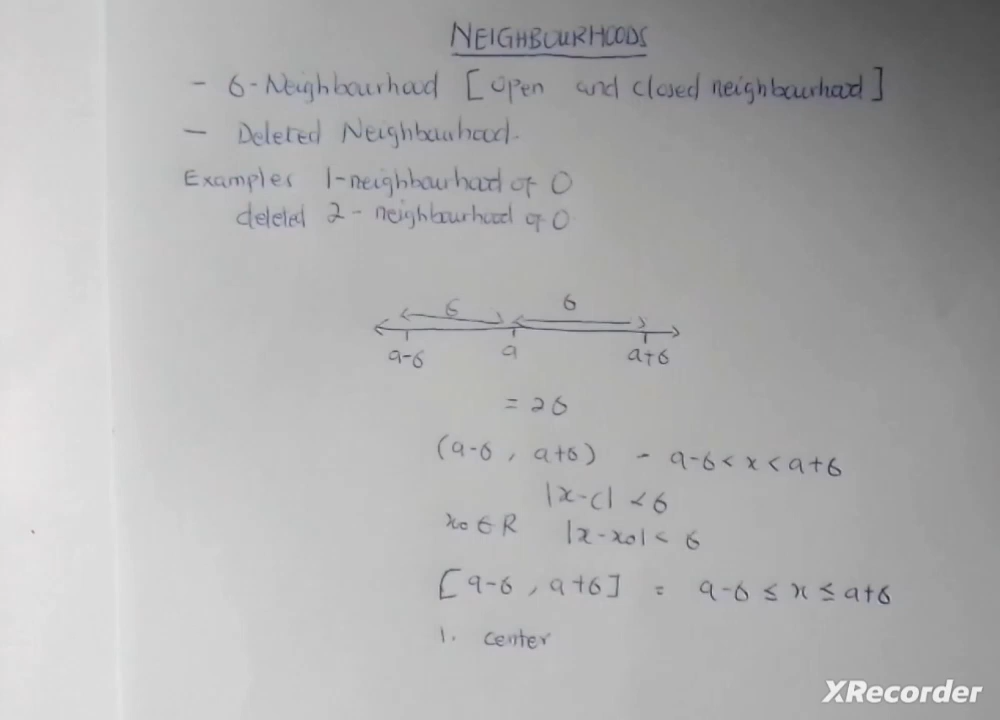 NEIGHBOURHOODS
- δ-Neighbourhood [open and closed neighbourhood]
- Deleted Neighbourhood.
Examples 1-neighbourhood of 0
deleted 2-neighbourhood of 0
δ δ
a-δ a a+δ
= 2δ
(a-δ, a+δ) - a-δ < x < a+δ
|x-c| < δ
x₀ ∈ R |x-x₀| < δ
[a-δ, a+δ] = a-δ ≤ x ≤ a+δ
1. center
XRecorder